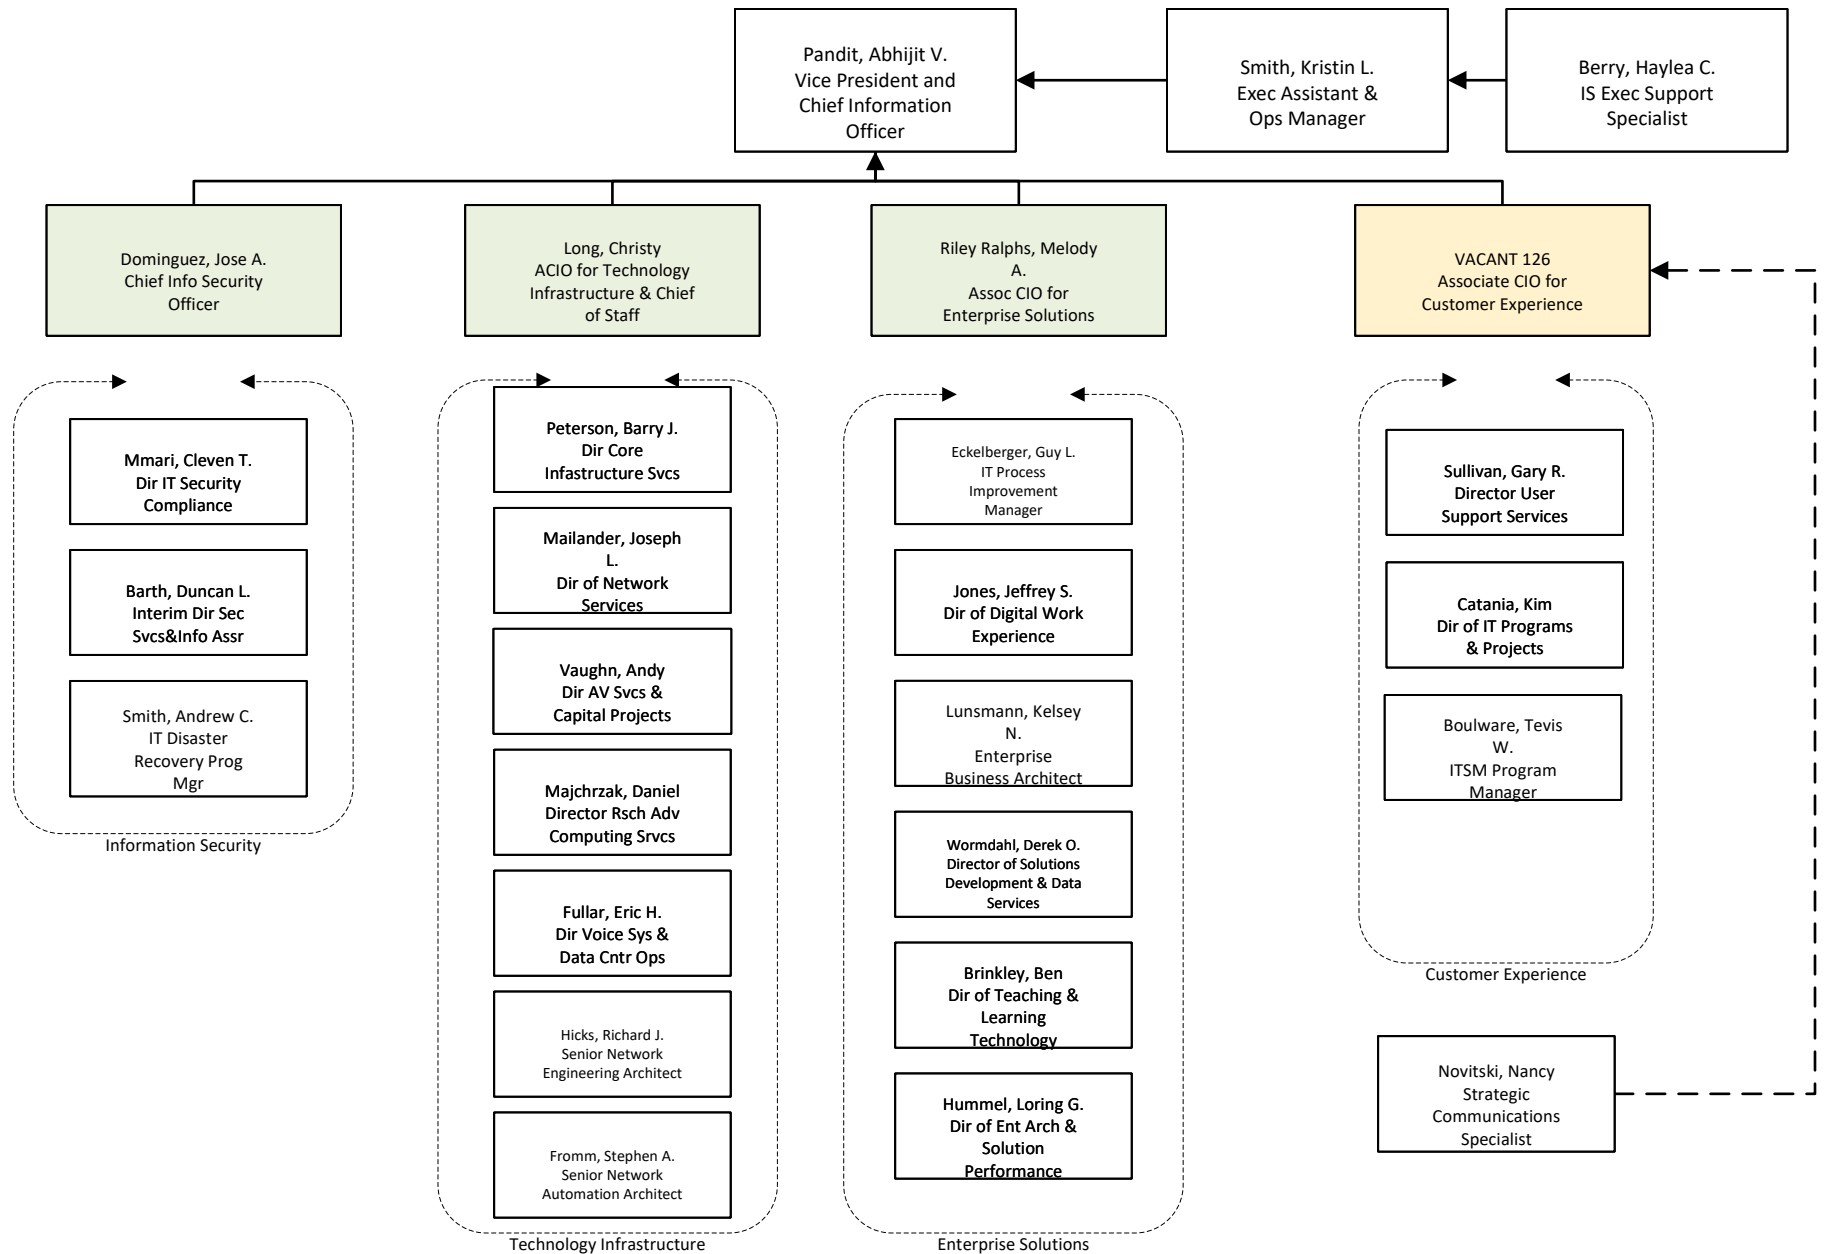 Pandit, Abhijit V.
Vice President and
Chief Information
Officer
Smith, Kristin L.
Exec Assistant &
Ops Manager
Berry, Haylea C.
IS Exec Support
Specialist
Dominguez, Jose A.
Chief Info Security
Officer
Long, Christy
ACIO for Technology
Infrastructure & Chief
of Staff
Riley Ralphs, Melody
A.
Assoc CIO for
Enterprise Solutions
VACANT 126
Associate CIO for
Customer Experience
Mmari, Cleven T.
Dir IT Security
Compliance
Barth, Duncan L.
Interim Dir Sec
Svcs&Info Assr
Smith, Andrew C.
IT Disaster
Recovery Prog
Mgr
Information Security
Peterson, Barry J.
Dir Core
Infastructure Svcs
Mailander, Joseph
L.
Dir of Network
Services
Vaughn, Andy
Dir AV Svcs &
Capital Projects
Majchrzak, Daniel
Director Rsch Adv
Computing Srvcs
Fullar, Eric H.
Dir Voice Sys &
Data Cntr Ops
Hicks, Richard J.
Senior Network
Engineering Architect
Fromm, Stephen A.
Senior Network
Automation Architect
Technology Infrastructure
Eckelberger, Guy L.
IT Process
Improvement
Manager
Jones, Jeffrey S.
Dir of Digital Work
Experience
Lunsmann, Kelsey
N.
Enterprise
Business Architect
Wormdahl, Derek O.
Director of Solutions
Development & Data
Services
Brinkley, Ben
Dir of Teaching &
Learning
Technology
Hummel, Loring G.
Dir of Ent Arch &
Solution
Performance
Enterprise Solutions
Sullivan, Gary R.
Director User
Support Services
Catania, Kim
Dir of IT Programs
& Projects
Boulware, Tevis
W.
ITSM Program
Manager
Customer Experience
Novitski, Nancy
Strategic
Communications
Specialist